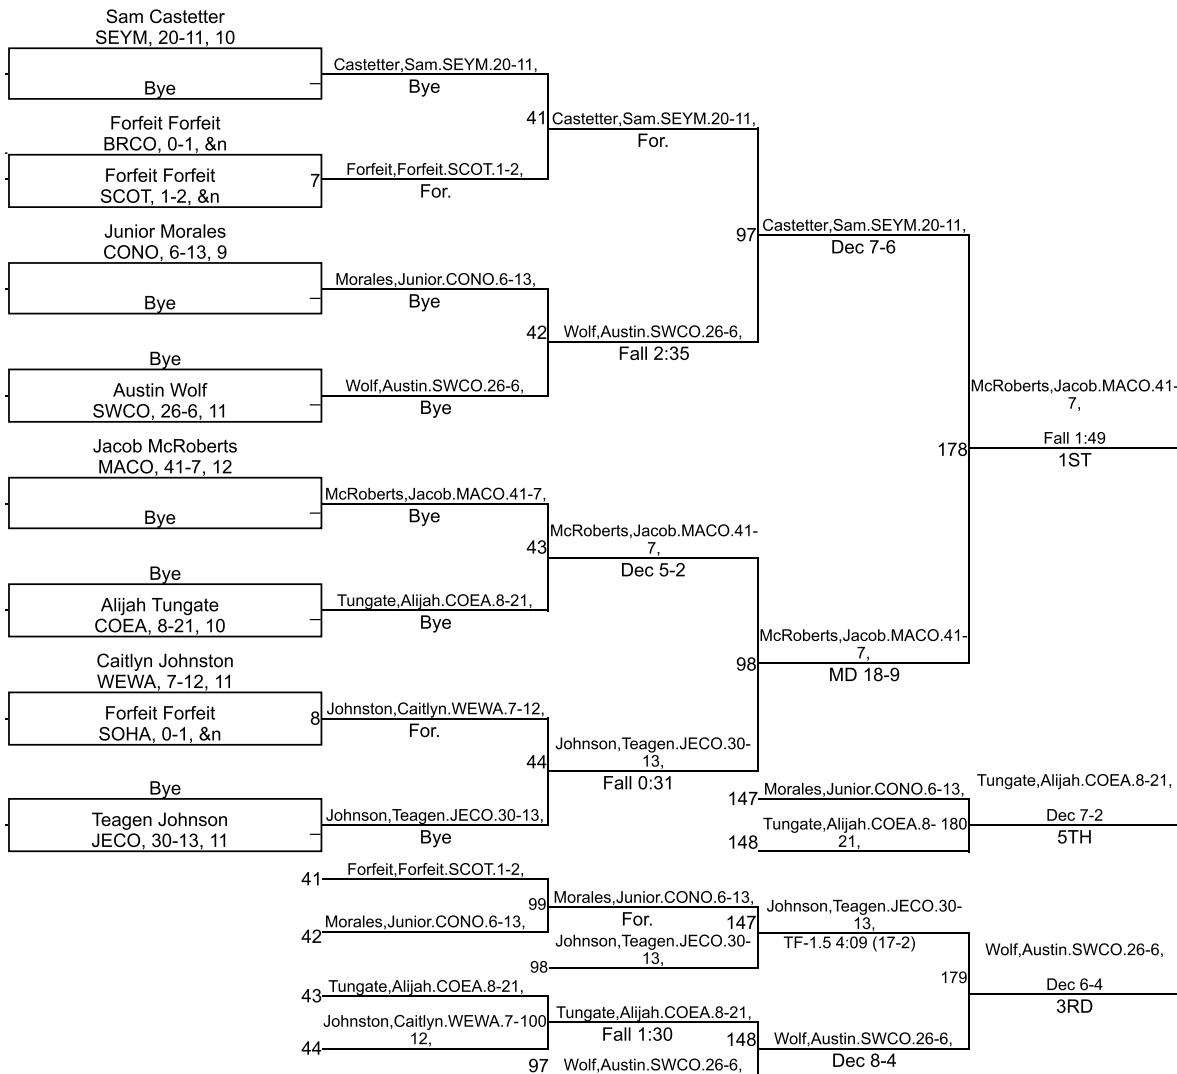 Sam Castetter
SEYM, 20-11, 10
Bye
_
Castetter,Sam.SEYM.20-11,
Bye
Forfeit Forfeit
BRCO, 0-1, &n
Forfeit Forfeit
SCOT, 1-2, &n
7
Forfeit,Forfeit.SCOT.1-2,
For.
41
Castetter,Sam.SEYM.20-11,
For.
Junior Morales
CONO, 6-13, 9
Bye
_
Morales,Junior.CONO.6-13,
Bye
Bye
Austin Wolf
SWCO, 26-6, 11
_
Wolf,Austin.SWCO.26-6,
Bye
42
Wolf,Austin.SWCO.26-6,
Fall 2:35
97
Castetter,Sam.SEYM.20-11,
Dec 7-6
Jacob McRoberts
MACO, 41-7, 12
Bye
_
McRoberts,Jacob.MACO.41-7,
Bye
Bye
Alijah Tungate
COEA, 8-21, 10
_
Tungate,Alijah.COEA.8-21,
Bye
43
McRoberts,Jacob.MACO.41-
7,
Dec 5-2
Caitlyn Johnston
WEWA, 7-12, 11
Forfeit Forfeit
SOHA, 0-1, &n
8
Johnston,Caitlyn.WEWA.7-12,
For.
Bye
Teagen Johnson
JECO, 30-13, 11
_
Johnson,Teagen.JECO.30-13,
Bye
44
Johnson,Teagen.JECO.30-
13,
Fall 0:31
98
McRoberts,Jacob.MACO.41-
7,
MD 18-9
178
McRoberts,Jacob.MACO.41-
7,
Fall 1:49
1ST
147
Morales,Junior.CONO.6-13,
148
Tungate,Alijah.COEA.8-
21,
180
Tungate,Alijah.COEA.8-21,
Dec 7-2
5TH
41
Forfeit,Forfeit.SCOT.1-2,
42
Morales,Junior.CONO.6-13,
99
Morales,Junior.CONO.6-13,
For.
98
Johnson,Teagen.JECO.30-
13,
147
Johnson,Teagen.JECO.30-
13,
TF-1.5 4:09 (17-2)
43
Tungate,Alijah.COEA.8-21,
44
Johnston,Caitlyn.WEWA.7-
12,
100
Tungate,Alijah.COEA.8-21,
Fall 1:30
97
Wolf,Austin.SWCO.26-6,
148
Wolf,Austin.SWCO.26-6,
Dec 8-4
179
Wolf,Austin.SWCO.26-6,
Dec 6-4
3RD